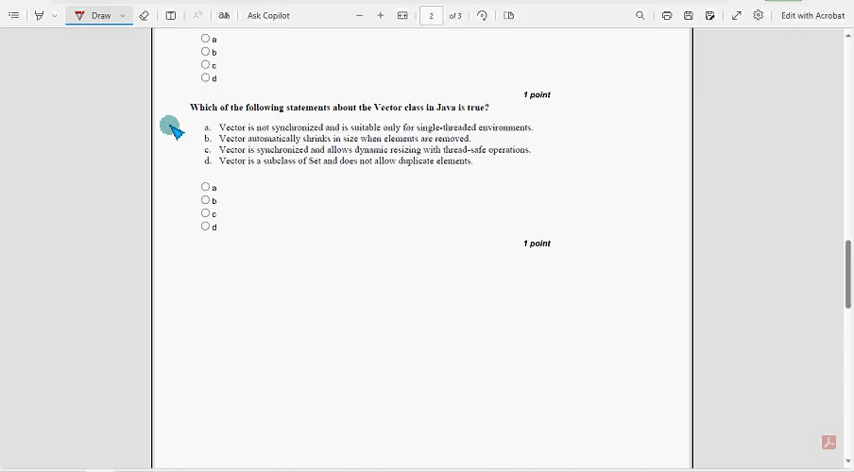 Draw
Ask Copilot
2 of 3
Edit with Acrobat
a
b
c
d
1 point
Which of the following statements about the Vector class in Java is true?
a. Vector is not synchronized and is suitable only for single-threaded environments.
b. Vector automatically shrinks in size when elements are removed.
c. Vector is synchronized and allows dynamic resizing with thread-safe operations.
d. Vector is a subclass of Set and does not allow duplicate elements.
a
b
c
d
1 point